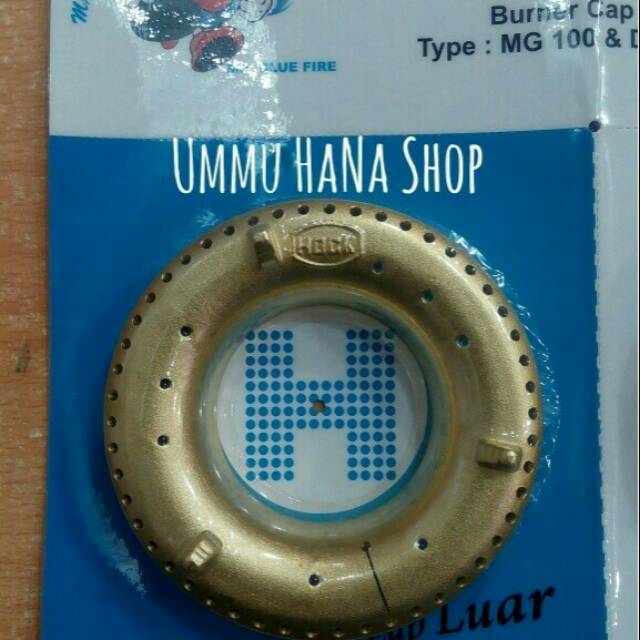 BLUE FIRE
Burner Cap
Type : MG 100 & D
UMMU HANA SHOP
Hock
H
Luar